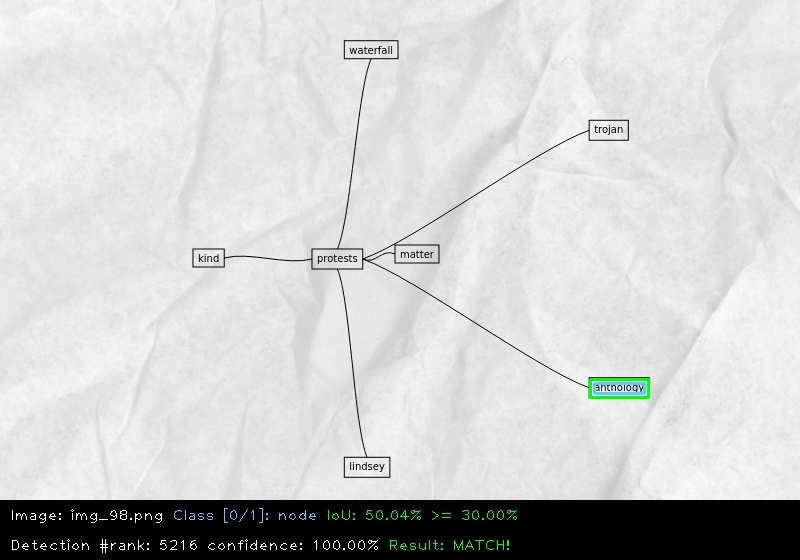 waterfall
trojan
kind
protests
matter
anthology
lindsey
Image: img_98.png Class [0/1]: node IoU: 50.04% >= 30.00%
Detection #rank: 5216 confidence: 100.00% Result: MATCH!